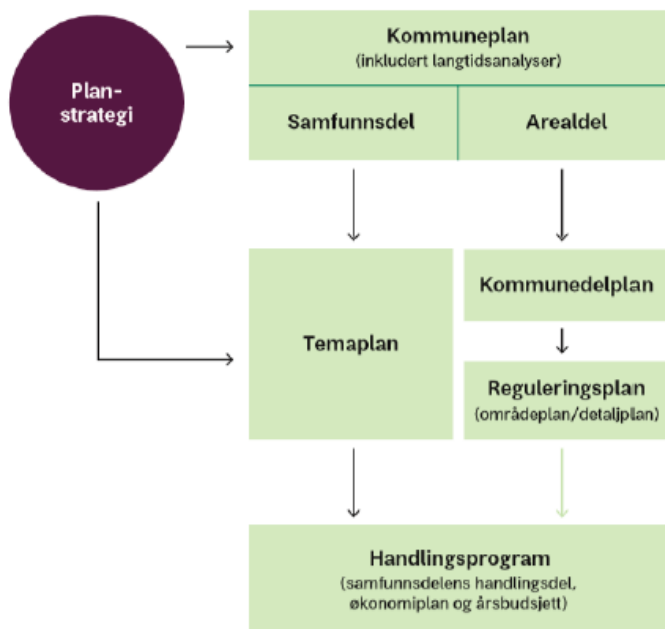 Plan-
strategi
Kommuneplan
(inkludert langtidsanalyser)
Samfunnsdel
Arealdel
Temaplan
Kommunedelplan
Reguleringsplan
(områdeplan/detaljplan)
Handlingsprogram
(samfunnsdelens handlingsdel,
økonomiplan og årsbudsjett)